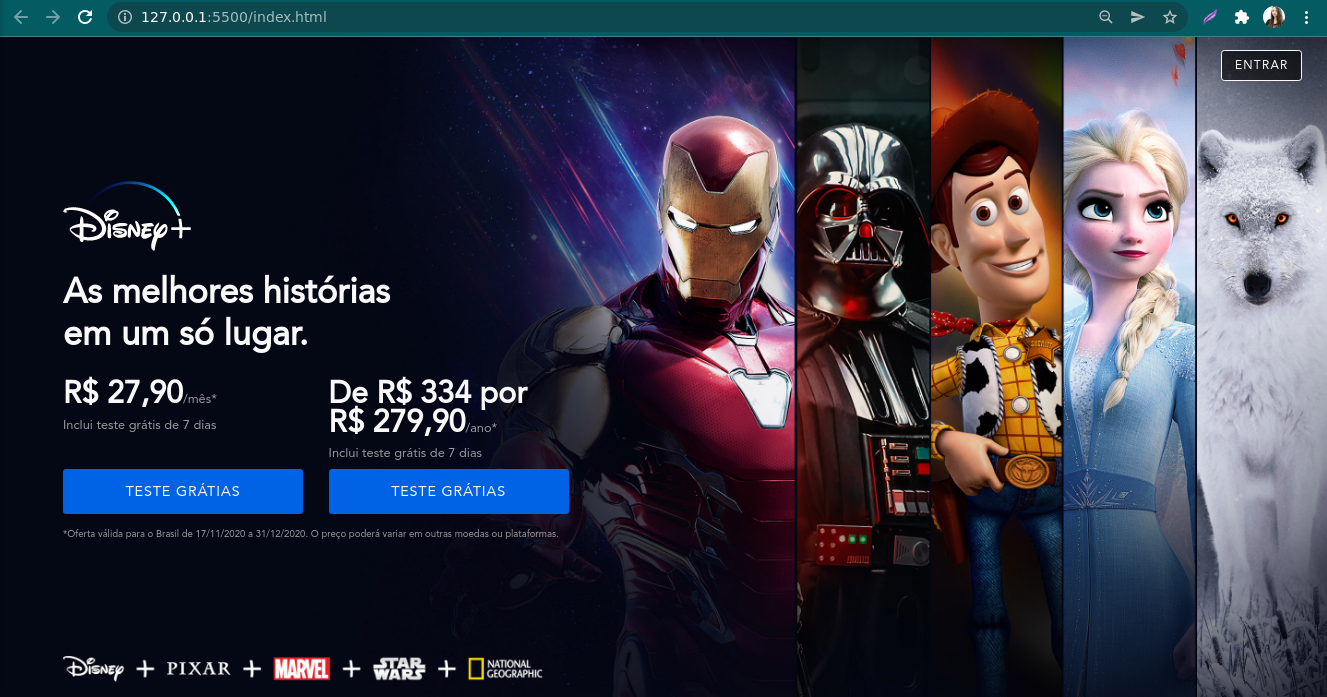 127.0.0.1:5500/index.html
ENTRAR
Disney+
As melhores histórias
em um só lugar.
R$ 27,90/mês*
Inclui teste grátis de 7 dias
TESTE GRÁTIAS
De R$ 334 por
R$ 279,90/ano*
Inclui teste grátis de 7 dias
TESTE GRÁTIAS
*Oferta válida para o Brasil de 17/11/2020 a 31/12/2020. O preço poderá variar em outras moedas ou plataformas.
Disney + PIXAR + MARVEL + STAR WARS + NATIONAL GEOGRAPHIC